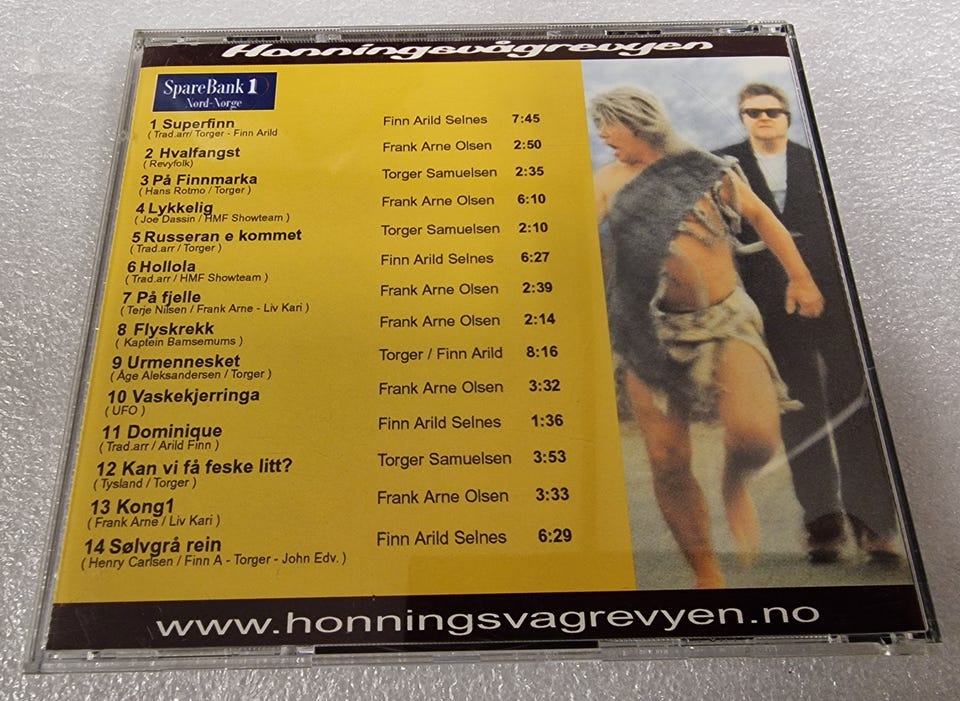 Honningsvågrevyen
SpareBank 1
Nord-Norge
1 Superfinn Finn Arild Selnes 7:45
( Trad.arr/ Torger - Finn Arild
2 Hvalfangst Frank Arne Olsen 2:50
( Revyfolk)
3 På Finnmarka Torger Samuelsen 2:35
( Hans Rotmo / Torger )
4 Lykkelig Frank Arne Olsen 6:10
( Joe Dassin / HMF Showteam )
5 Russeran e kommet Torger Samuelsen 2:10
( Trad.arr / Torger )
6 Hollola Finn Arild Selnes 6:27
( Trad.arr / HMF Showteam )
7 På fjelle Frank Arne Olsen 2:39
( Terje Nilsen / Frank Arne - Liv Kari )
8 Flyskrekk Frank Arne Olsen 2:14
( Kaptein Bamsemums )
9 Urmennesket Torger / Finn Arild 8:16
( Åge Aleksandersen / Torger )
10 Vaskekjerringa Frank Arne Olsen 3:32
( UFO )
11 Dominique Finn Arild Selnes 1:36
( Trad.arr / Arild Finn )
12 Kan vi få feske litt? Torger Samuelsen 3:53
( Tysland / Torger )
13 Kong1 Frank Arne Olsen 3:33
( Frank Arne / Liv Kari )
14 Sølvgrå rein Finn Arild Selnes 6:29
( Henry Carlsen / Finn A - Torger - John Edv. )
www.honningsvagrevyen.no